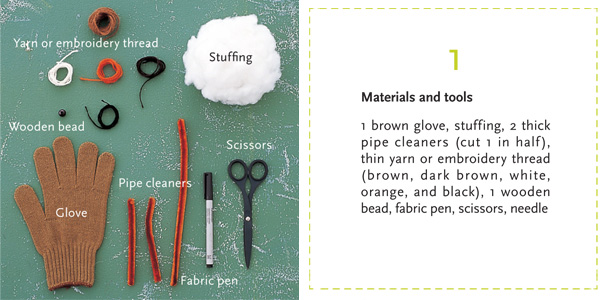 Yarn or embroidery thread
Stuffing
Wooden bead
Scissors
Pipe cleaners
Glove
Fabric pen
1
Materials and tools
1 brown glove, stuffing, 2 thick
pipe cleaners (cut 1 in half),
thin yarn or embroidery thread
(brown, dark brown, white,
orange, and black), 1 wooden
bead, fabric pen, scissors, needle